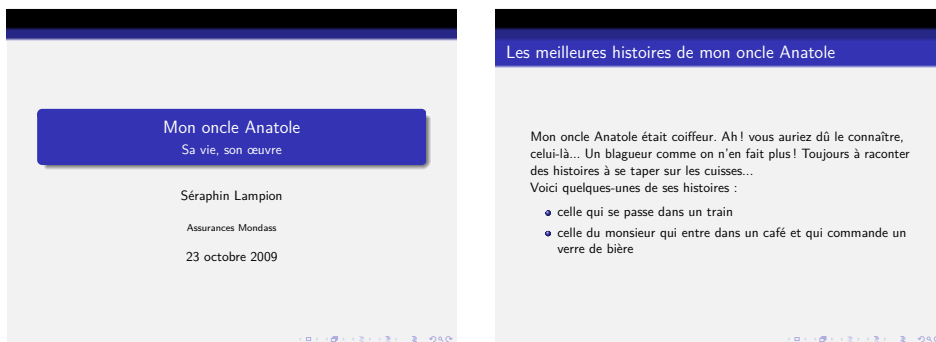 Mon oncle Anatole
Sa vie, son œuvre
Séraphin Lampion
Assurances Mondass
23 octobre 2009
Les meilleures histoires de mon oncle Anatole
Mon oncle Anatole était coiffeur. Ah ! vous auriez dû le connaître,
celui-là... Un blagueur comme on n'en fait plus ! Toujours à raconter
des histoires à se taper sur les cuisses...
Voici quelques-unes de ses histoires :
celle qui se passe dans un train
celle du monsieur qui entre dans un café et qui commande un
verre de bière